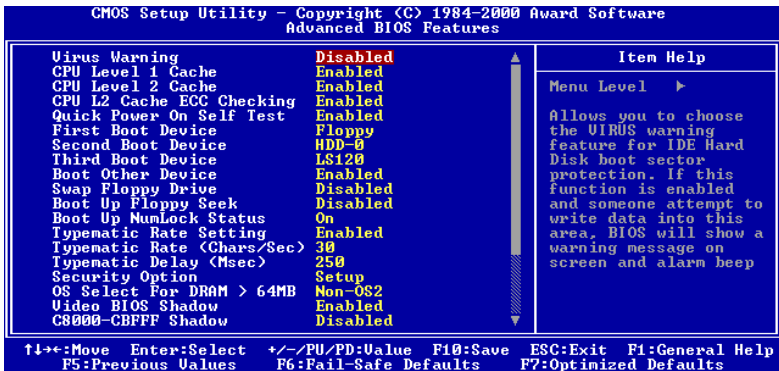 CMOS Setup Utility - Copyright (C) 1984-2000 Award Software
Advanced BIOS Features
Virus Warning Disabled
CPU Level 1 Cache Enabled
CPU Level 2 Cache Enabled
CPU L2 Cache ECC Checking Enabled
Quick Power On Self Test Enabled
First Boot Device Floppy
Second Boot Device HDD-0
Third Boot Device LS120
Boot Other Device Enabled
Swap Floppy Drive Disabled
Boot Up Floppy Seek Disabled
Boot Up NumLock Status On
Typematic Rate Setting Enabled
Typematic Rate (Chars/Sec) 30
Typematic Delay (Msec) 250
Security Option Setup
OS Select For DRAM > 64MB Non-OS2
Video BIOS Shadow Enabled
C8000-CBFFF Shadow Disabled
Item Help
Menu Level ►
Allows you to choose
the VIRUS warning
feature for IDE Hard
Disk boot sector
protection. If this
function is enabled
and someone attempt to
write data into this
area, BIOS will show a
warning message on
screen and alarm beep
↑↓→←:Move Enter:Select +/-/PU/PD:Value F10:Save ESC:Exit F1:General Help
F5:Previous Values F6:Fail-Safe Defaults F7:Optimized Defaults